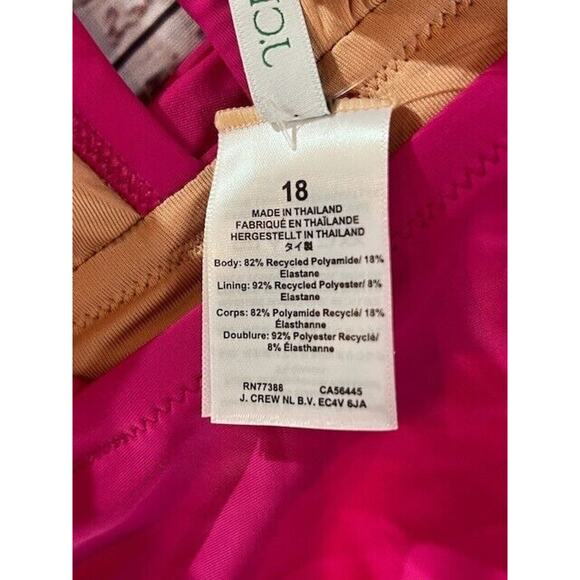 J.C
18
MADE IN THAILAND
FABRIQUÉ EN THAÏLANDE
HERGESTELLT IN THAILAND
タイ製
Body: 82% Recycled Polyamide/ 18%
Elastane
Lining: 92% Recycled Polyester/ 8%
Elastane
Corps: 82% Polyamide Recyclé/ 18%
Élasthanne
Doublure: 92% Polyester Recyclé/
8% Élasthanne
RN77388 CA56445
J. CREW NL B.V. EC4V 6JA